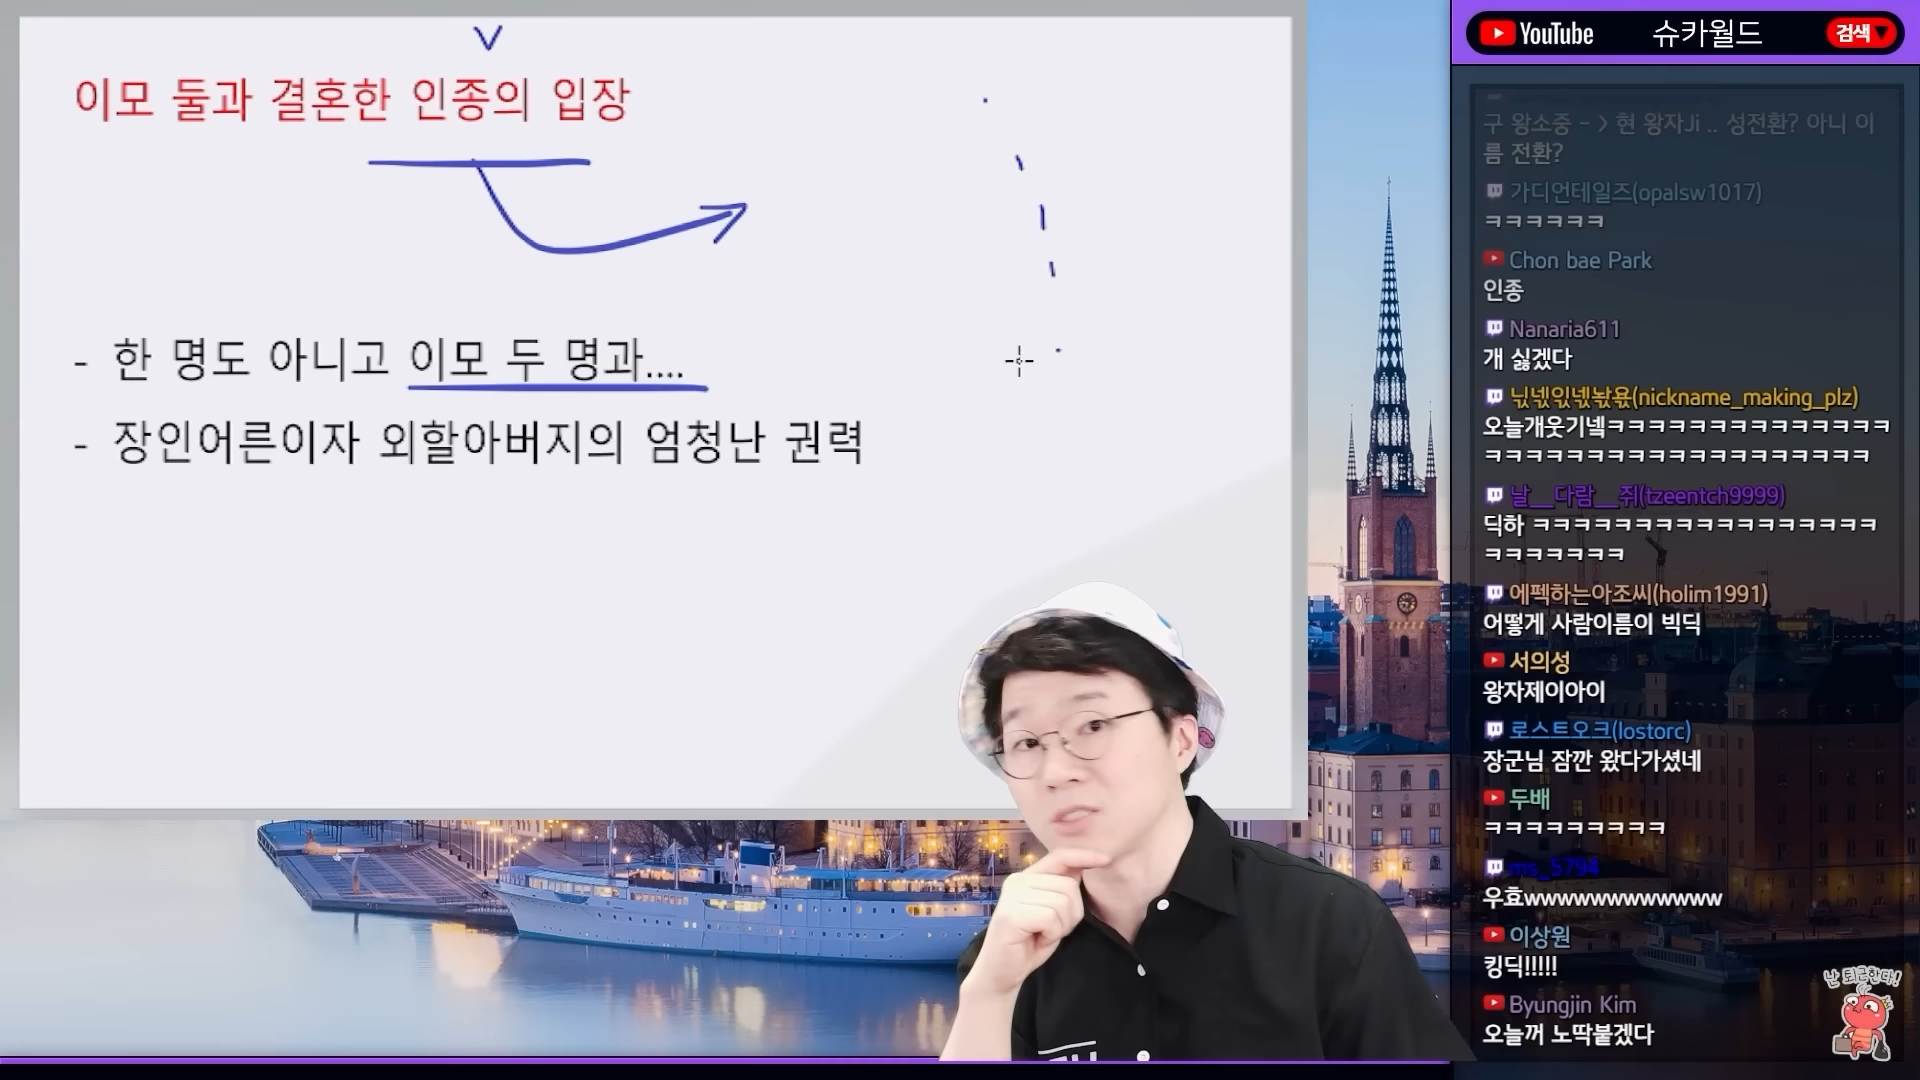 이모 둘과 결혼한 인종의 입장
- 한 명도 아니고 이모 두 명과....
- 장인어른이자 외할아버지의 엄청난 권력
YouTube 슈카월드 검색
구 왕소중 - > 현 왕자Ji .. 성전환? 아니 이
름 전환?
가디언테일즈(opalsw1017)
ㅋㅋㅋㅋㅋㅋ
Chon bae Park
인종
Nanaria611
개 싫겠다
(nickname_making_plz)
오늘개웃기넼ㅋㅋㅋㅋㅋㅋㅋㅋㅋㅋㅋㅋㅋㅋ
ㅋㅋㅋㅋㅋㅋㅋㅋㅋㅋㅋㅋㅋㅋㅋㅋㅋㅋㅋ
날__다람__쥐(tzeentch9999)
딕하 ㅋㅋㅋㅋㅋㅋㅋㅋㅋㅋㅋㅋㅋㅋㅋㅋㅋ
ㅋㅋㅋㅋㅋㅋㅋ
에펙하는아조씨(holim1991)
어떻게 사람이름이 빅딕
서의성
왕자제이아이
로스트오크(lostorc)
장군님 잠깐 왔다가셨네
두배
ㅋㅋㅋㅋㅋㅋㅋㅋㅋ
ms_5794
우효wwwwwwwwwwww
이상원
킹딕!!!!!
Byungjin Kim
오늘꺼 노딱붙겠다
난 퇴근한다!